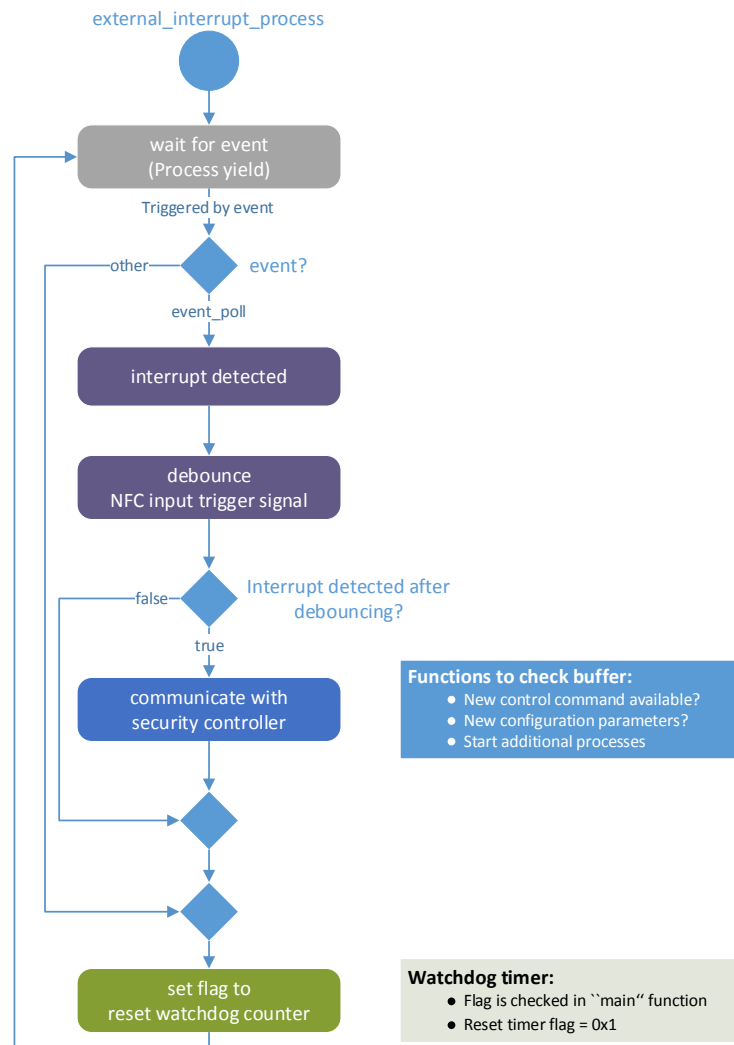 external_interrupt_process
wait for event
(Process yield)
Triggered by event
other
event?
event_poll
interrupt detected
debounce
NFC input trigger signal
false
Interrupt detected after
debouncing?
true
communicate with
security controller
Functions to check buffer:
● New control command available?
● New configuration parameters?
● Start additional processes
set flag to
reset watchdog counter
Watchdog timer:
● Flag is checked in ``main‘‘ function
● Reset timer flag = 0x1